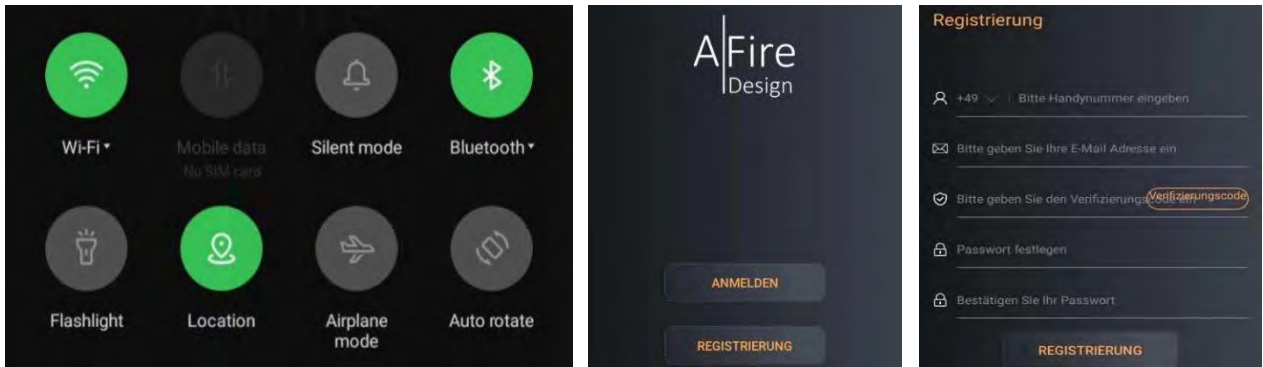 Wi-Fi
Mobile data
No SIM card
Silent mode
Bluetooth
Flashlight
Location
Airplane
mode
Auto rotate
A Fire
Design
ANMELDEN
REGISTRIERUNG
Registrierung
+49 Bitte Handynummer eingeben
Bitte geben Sie Ihre E-Mail Adresse ein
Bitte geben Sie den Verifizierungscode ein
Verifizierungscode
Passwort festlegen
Bestätigen Sie Ihr Passwort
REGISTRIERUNG